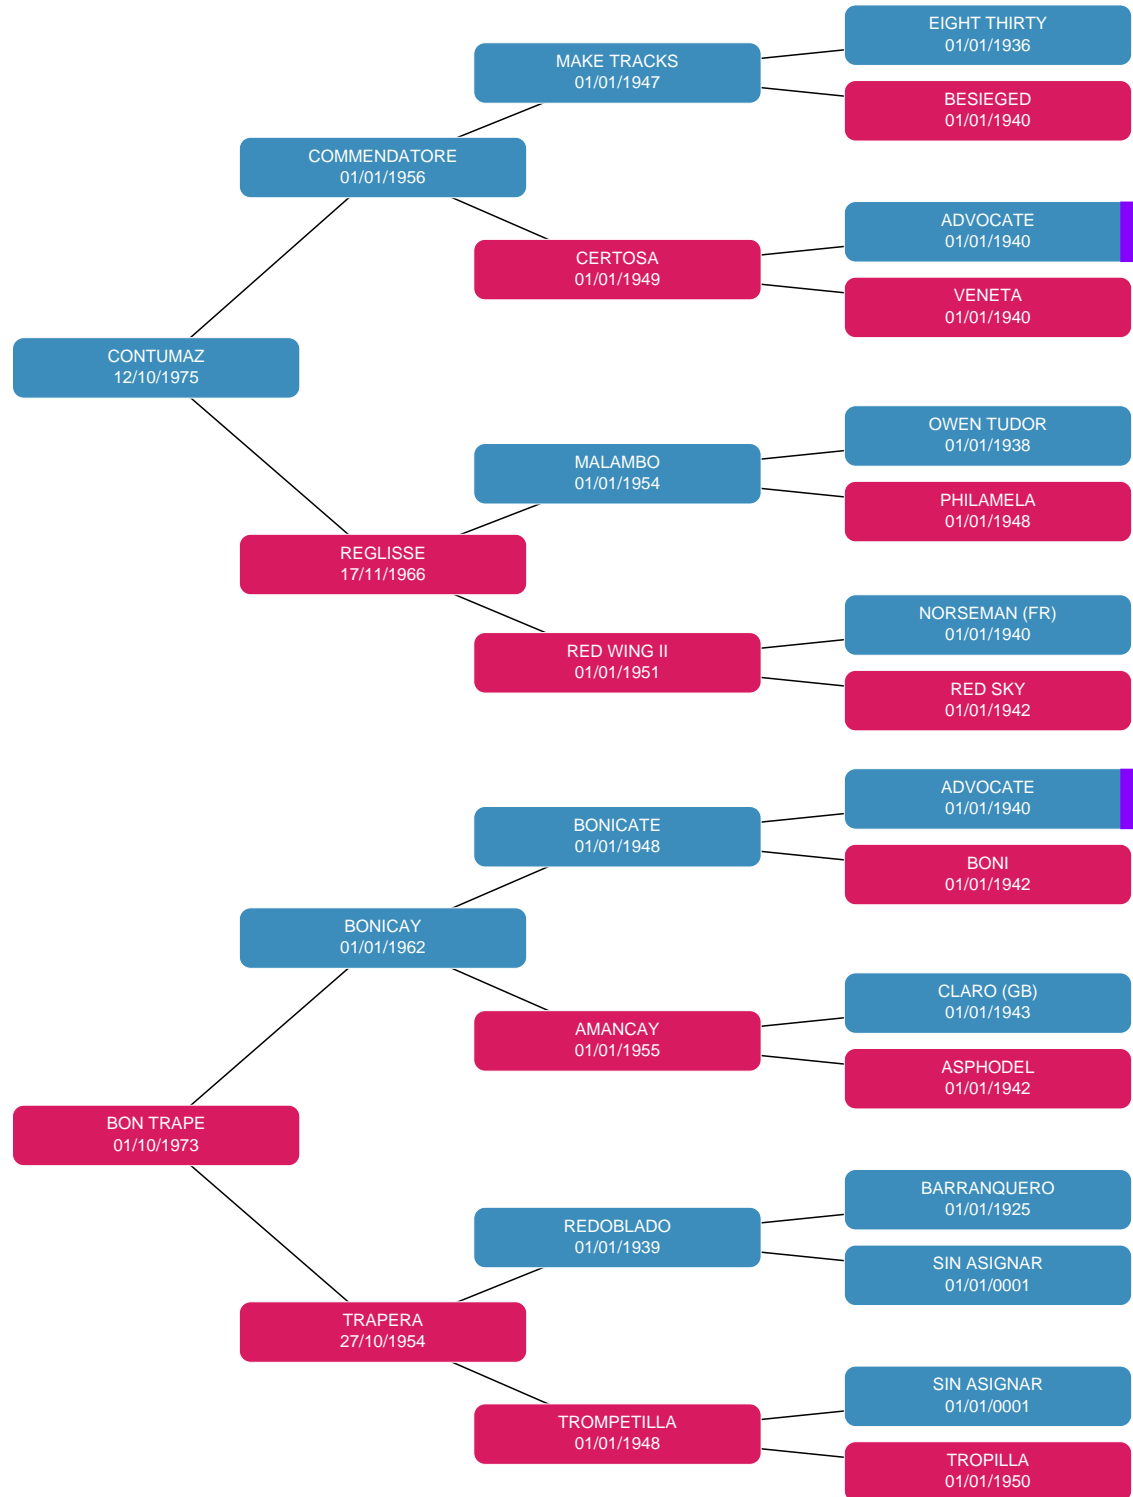 EIGHT THIRTY
01/01/1936
MAKE TRACKS
01/01/1947
BESIEGED
01/01/1940
COMMENDATORE
01/01/1956
ADVOCATE
01/01/1940
CERTOSA
01/01/1949
VENETA
01/01/1940
CONTUMAZ
12/10/1975
OWEN TUDOR
01/01/1938
MALAMBO
01/01/1954
PHILAMELA
01/01/1948
REGLISSE
17/11/1966
NORSEMAN (FR)
01/01/1940
RED WING II
01/01/1951
RED SKY
01/01/1942
ADVOCATE
01/01/1940
BONICATE
01/01/1948
BONI
01/01/1942
BONICAY
01/01/1962
CLARO (GB)
01/01/1943
AMANCAY
01/01/1955
ASPHODEL
01/01/1942
BON TRAPE
01/10/1973
BARRANQUERO
01/01/1925
REDOBLADO
01/01/1939
SIN ASIGNAR
01/01/0001
TRAPERA
27/10/1954
SIN ASIGNAR
01/01/0001
TROMPETILLA
01/01/1948
TROPILLA
01/01/1950